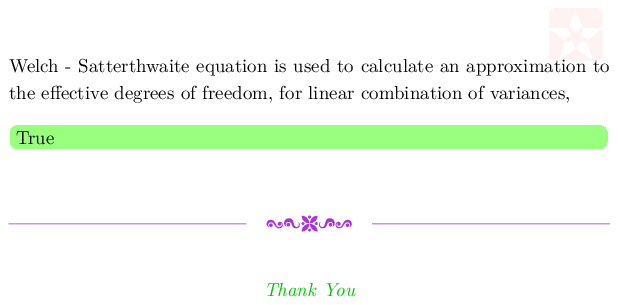 Welch - Satterthwaite equation is used to calculate an approximation to
the effective degrees of freedom, for linear combination of variances,
True
Thank You